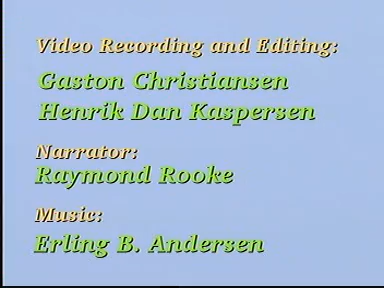 Video Recording and Editing:
Gaston Christiansen
Henrik Dan Kaspersen
Narrator:
Raymond Rooke
Music:
Erling B. Andersen